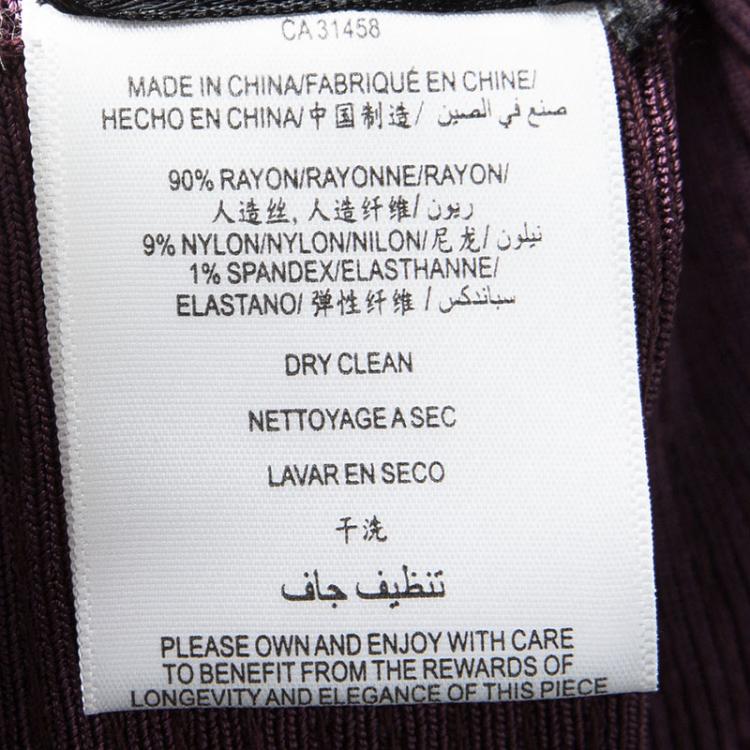 CA 31458
MADE IN CHINA/FABRIQUÉ EN CHINE/
HECHO EN CHINA/ 中国制造/ صنع في الصين
90% RAYON/RAYONNE/RAYON/
人造丝, 人造纤维/ ريون
9% NYLON/NYLON/NILON/尼龙/ نيلون
1% SPANDEX/ELASTHANNE/
ELASTANO/ 弹性纤维 / سباندكس
DRY CLEAN
NETTOYAGE A SEC
LAVAR EN SECO
干洗
تنظيف جاف
PLEASE OWN AND ENJOY WITH CARE
TO BENEFIT FROM THE REWARDS OF
LONGEVITY AND ELEGANCE OF THIS PIECE